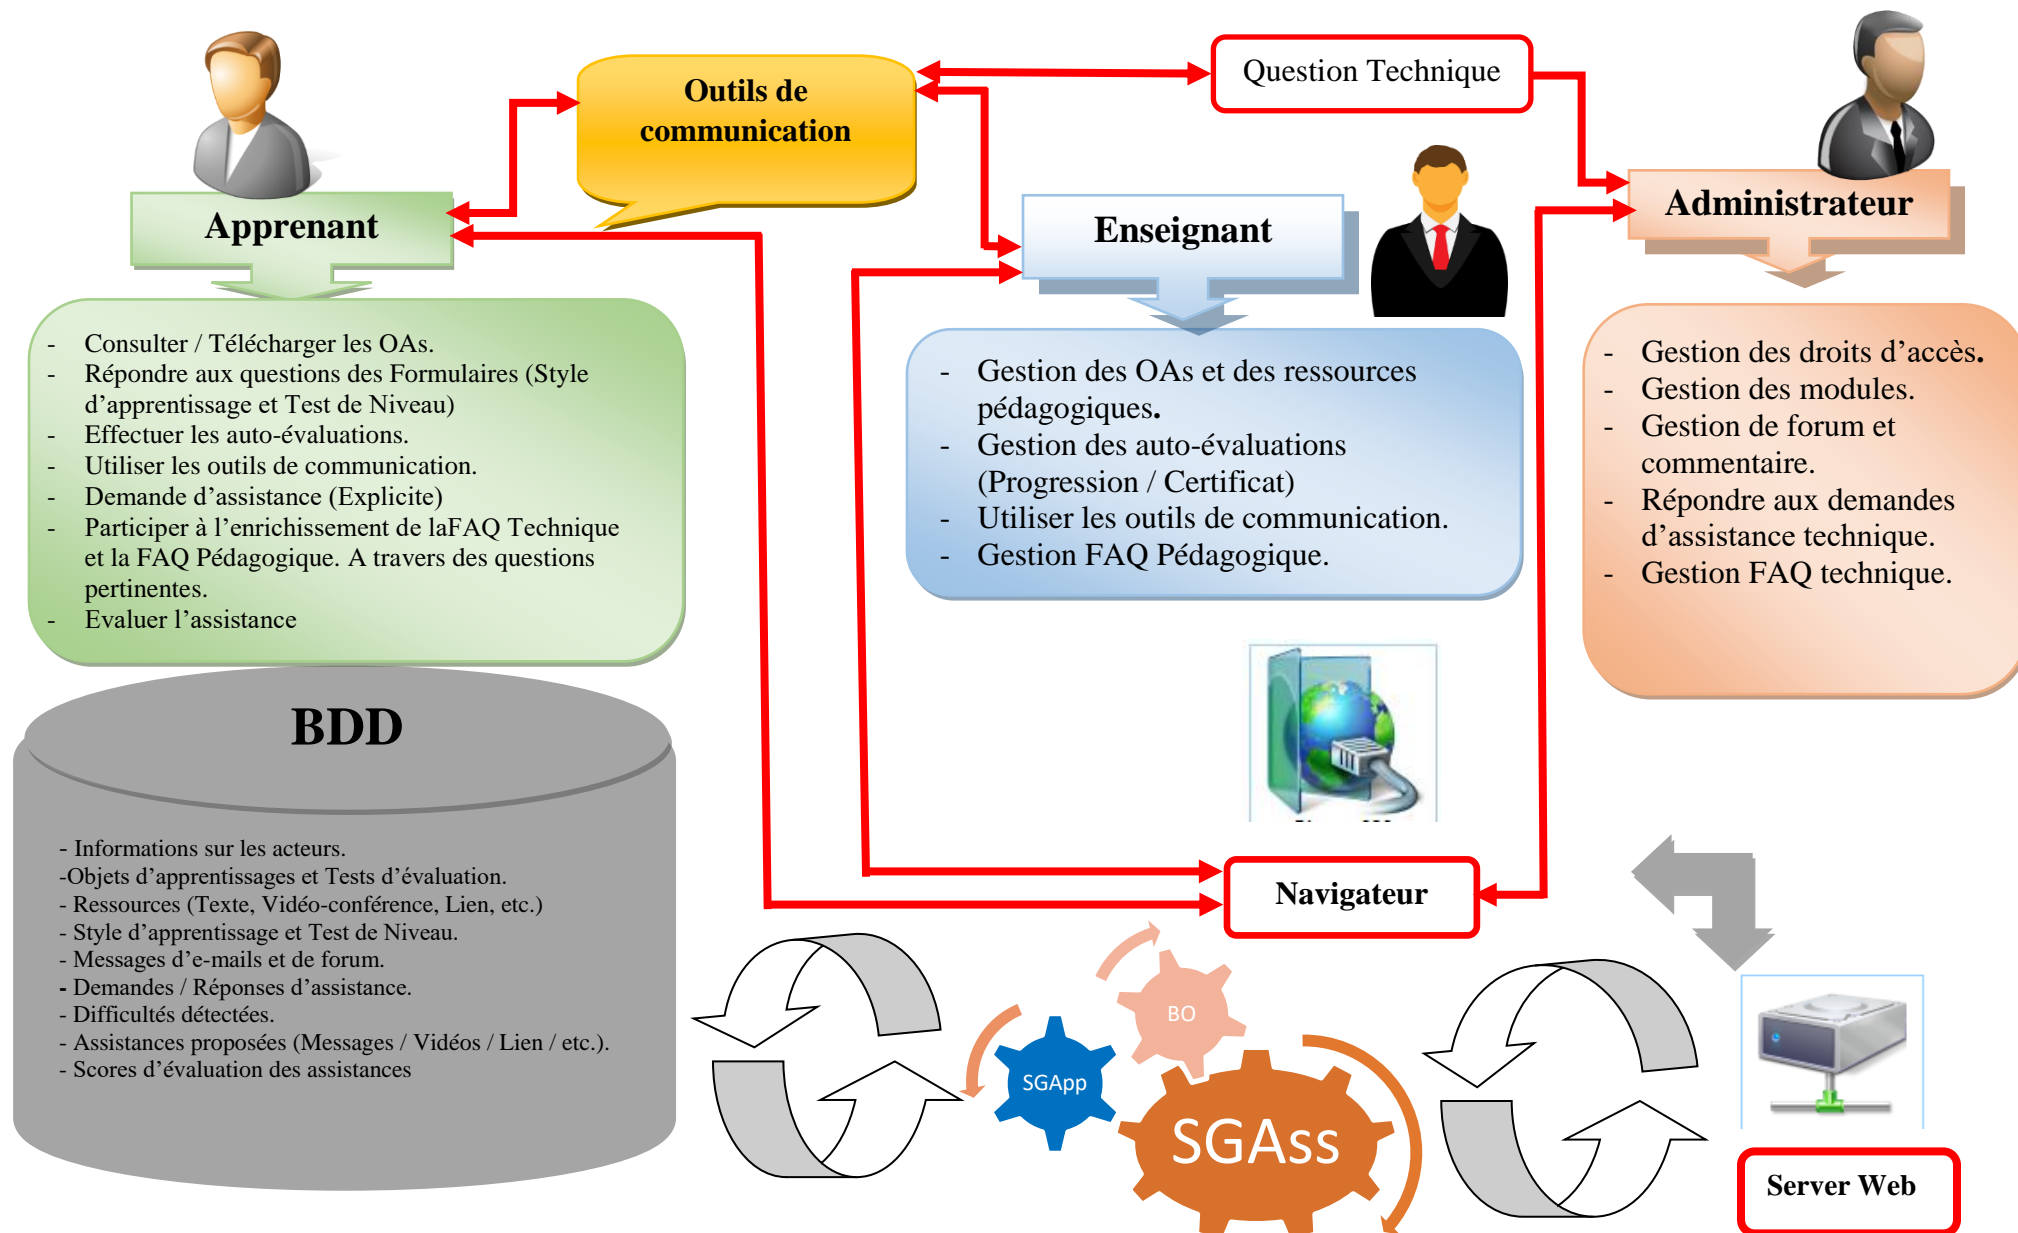 Outils de
communication
Question Technique
Apprenant
Enseignant
Administrateur
- Consulter / Télécharger les OAs.
- Répondre aux questions des Formulaires (Style
d’apprentissage et Test de Niveau)
- Effectuer les auto-évaluations.
- Utiliser les outils de communication.
- Demande d’assistance (Explicite)
- Participer à l’enrichissement de laFAQ Technique
et la FAQ Pédagogique. A travers des questions
pertinentes.
- Evaluer l’assistance
- Gestion des OAs et des ressources
pédagogiques.
- Gestion des auto-évaluations
(Progression / Certificat)
- Utiliser les outils de communication.
- Gestion FAQ Pédagogique.
- Gestion des droits d’accès.
- Gestion des modules.
- Gestion de forum et
commentaire.
- Répondre aux demandes
d’assistance technique.
- Gestion FAQ technique.
BDD
- Informations sur les acteurs.
-Objets d’apprentissages et Tests d’évaluation.
- Ressources (Texte, Vidéo-conférence, Lien, etc.)
- Style d’apprentissage et Test de Niveau.
- Messages d’e-mails et de forum.
- Demandes / Réponses d’assistance.
- Difficultés détectées.
- Assistances proposées (Messages / Vidéos / Lien / etc.).
- Scores d’évaluation des assistances
Navigateur
BO
SGApp
SGAss
Server Web